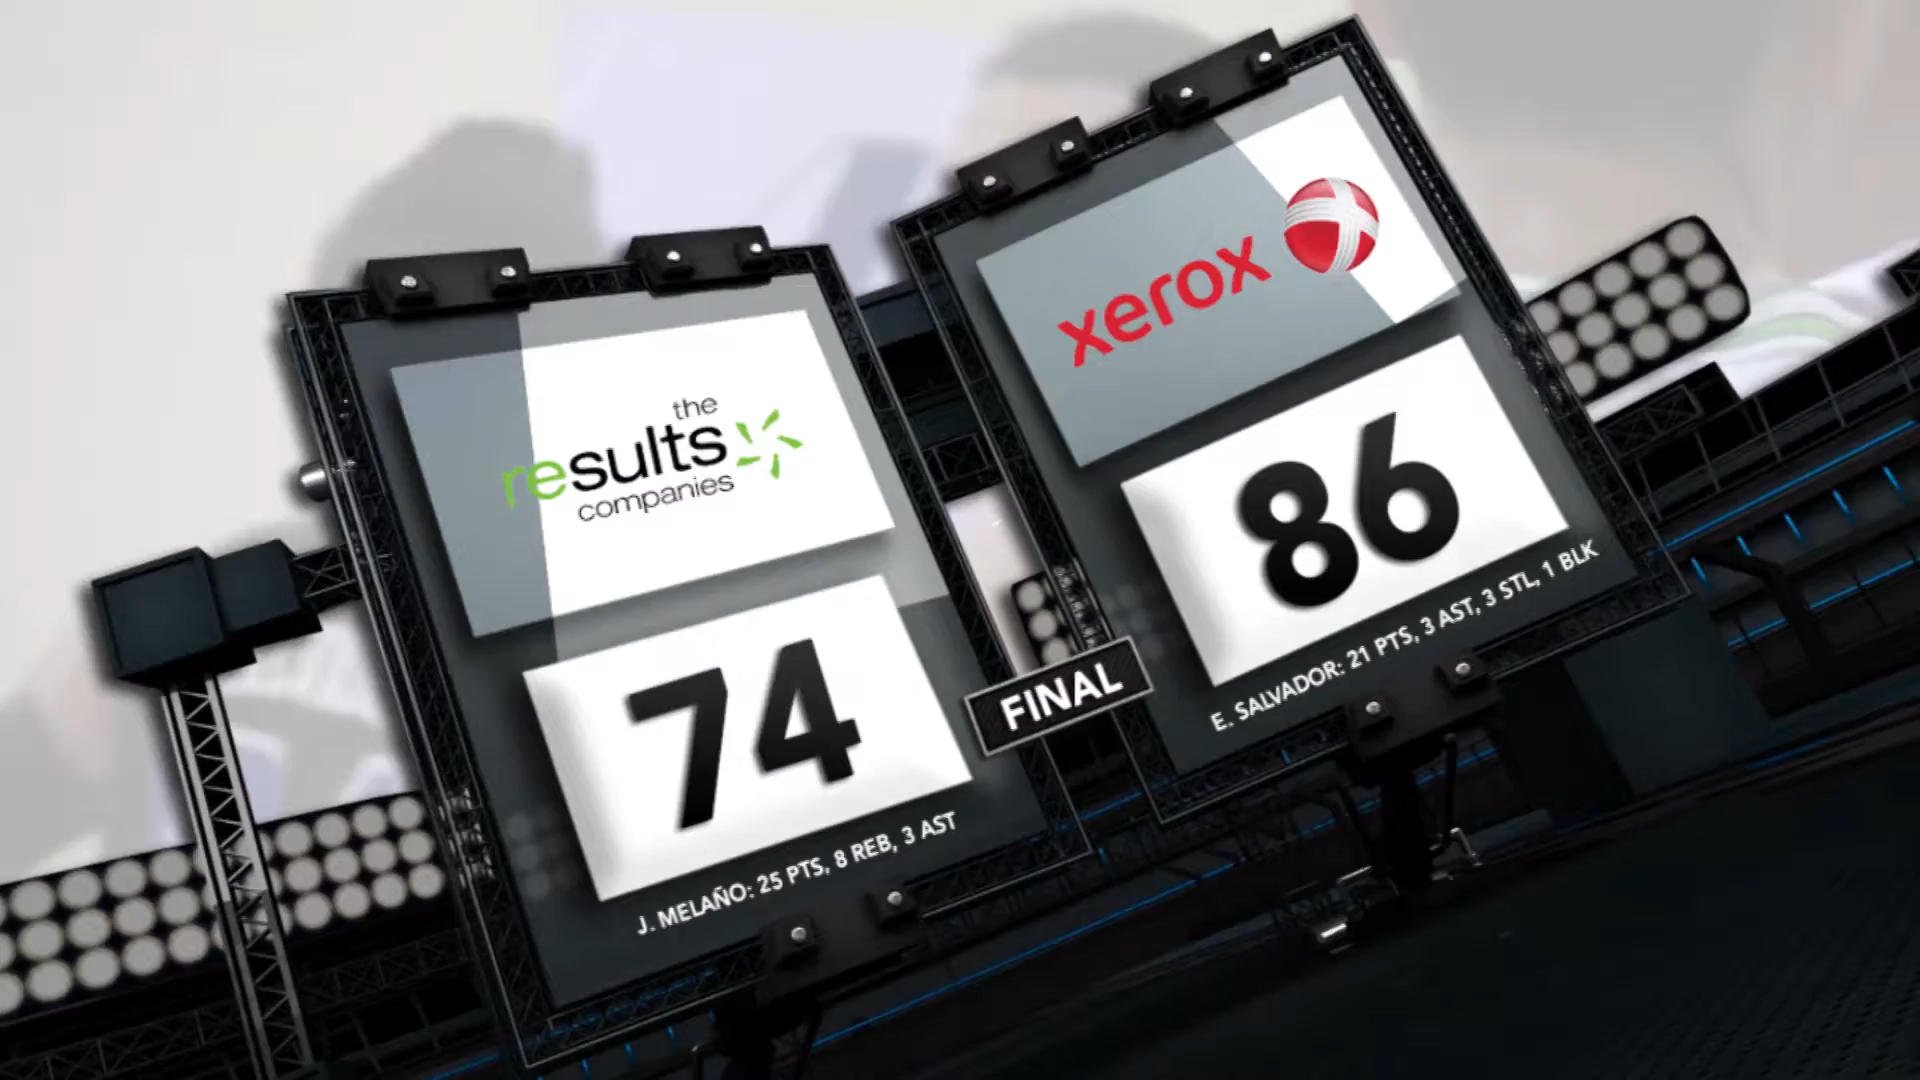 the
results
companies
74
J. MELAÑO: 25 PTS, 8 REB, 3 AST
FINAL
xerox
86
E. SALVADOR: 21 PTS, 3 AST, 3 STL, 1 BLK